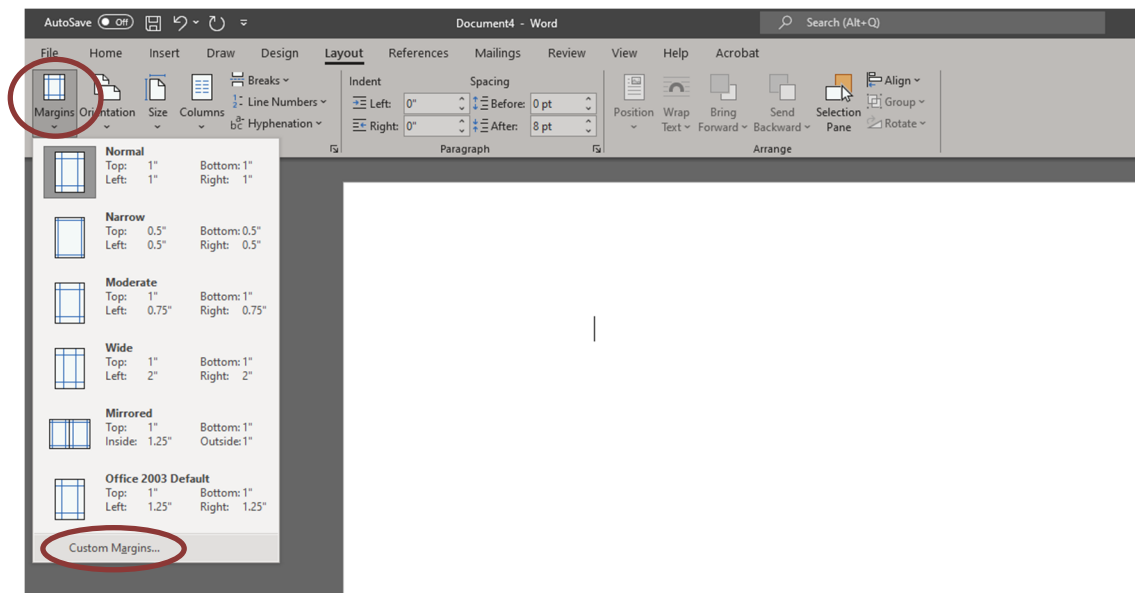 AutoSave Off Document4 - Word Search (Alt+Q)
File Home Insert Draw Design Layout References Mailings Review View Help Acrobat
Margins
Orientation
Size
Columns
Breaks
Line Numbers
Hyphenation
Indent
Left: 0"
Right: 0"
Spacing
Before: 0 pt
After: 8 pt
Paragraph
Position
Wrap
Text
Bring
Forward
Send
Backward
Selection
Pane
Align
Group
Rotate
Arrange
Normal
Top: 1" Bottom: 1"
Left: 1" Right: 1"
Narrow
Top: 0.5" Bottom: 0.5"
Left: 0.5" Right: 0.5"
Moderate
Top: 1" Bottom: 1"
Left: 0.75" Right: 0.75"
Wide
Top: 1" Bottom: 1"
Left: 2" Right: 2"
Mirrored
Top: 1" Bottom: 1"
Inside: 1.25" Outside: 1"
Office 2003 Default
Top: 1" Bottom: 1"
Left: 1.25" Right: 1.25"
Custom Margins...